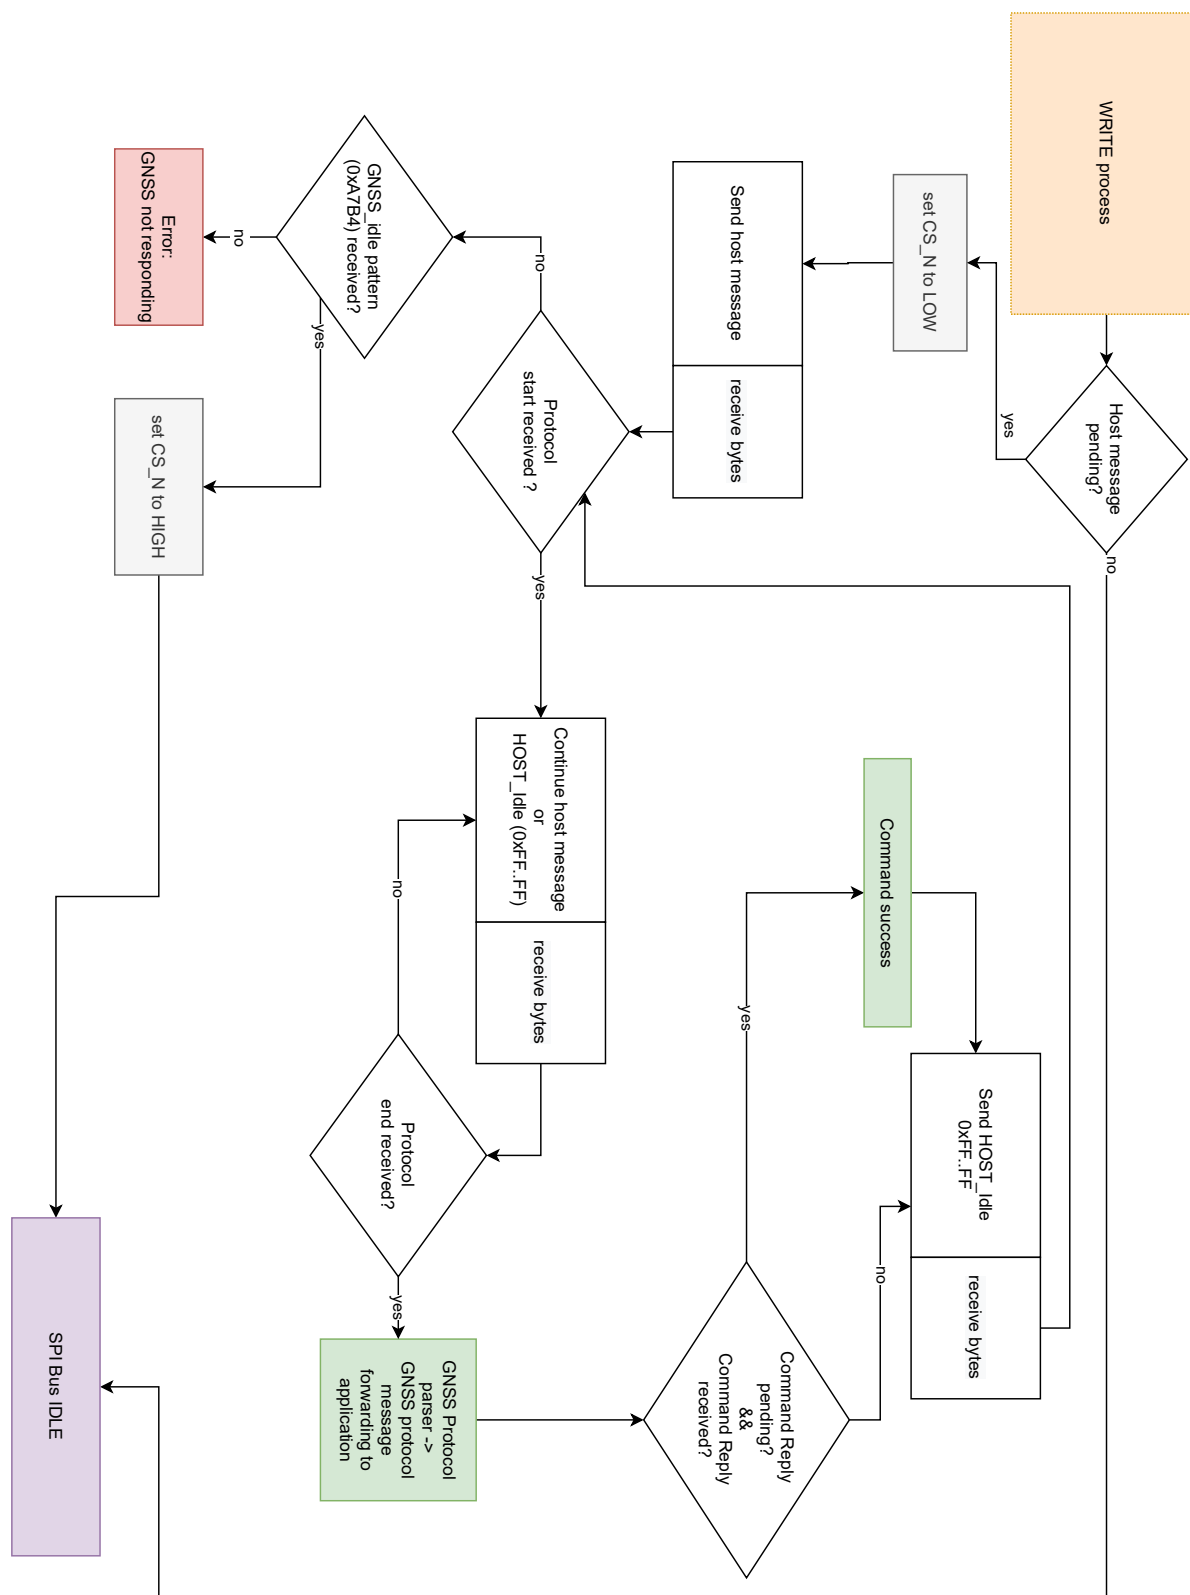 WRITE process
Host message
pending?
yes
no
set CS_N to LOW
Send host message
receive bytes
Protocol
start received ?
no
yes
GNSS_idle pattern
(0xA7B4) received?
no
yes
Error:
GNSS not responding
set CS_N to HIGH
Continue host message
or
HOST_Idle (0xFF..FF)
receive bytes
Protocol
end received?
no
yes
GNSS Protocol
parser ->
GNSS protocol
message
forwarding to
application
Command Reply
pending?
&&
Command Reply
received?
yes
no
Command success
Send HOST_Idle
0xFF..FF
receive bytes
SPI Bus IDLE